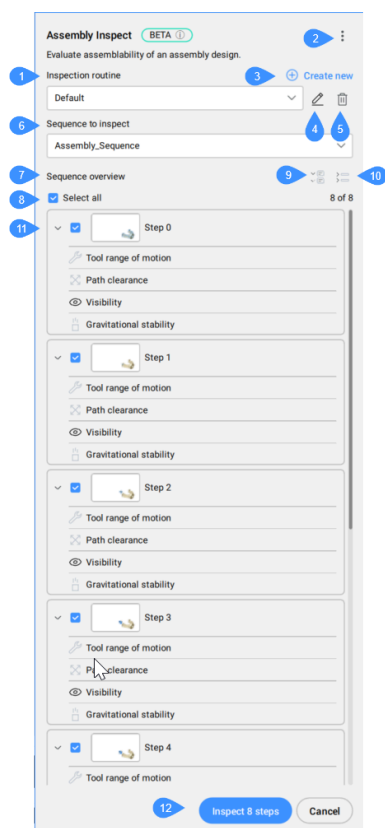 Assembly Inspect BETA ⓘ
2
Evaluate assemblability of an assembly design.
1 Inspection routine 3 Create new
Default
4 5
6 Sequence to inspect
Assembly_Sequence
7 Sequence overview 9 10
8 Select all 8 of 8
11 Step 0
Tool range of motion
Path clearance
Visibility
Gravitational stability
Step 1
Tool range of motion
Path clearance
Visibility
Gravitational stability
Step 2
Tool range of motion
Path clearance
Visibility
Gravitational stability
Step 3
Tool range of motion
Path clearance
Visibility
Gravitational stability
Step 4
Tool range of motion
12 Inspect 8 steps Cancel